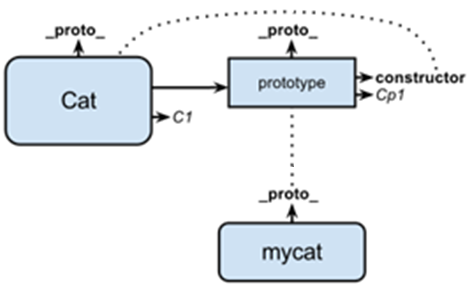 _proto_
_proto_
Cat
prototype
constructor
C1
Cp1
_proto_
mycat